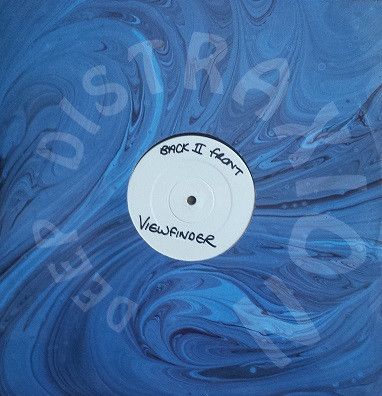 DEEP DISTRAXION
BACK II FRONT
VIEWFINDER